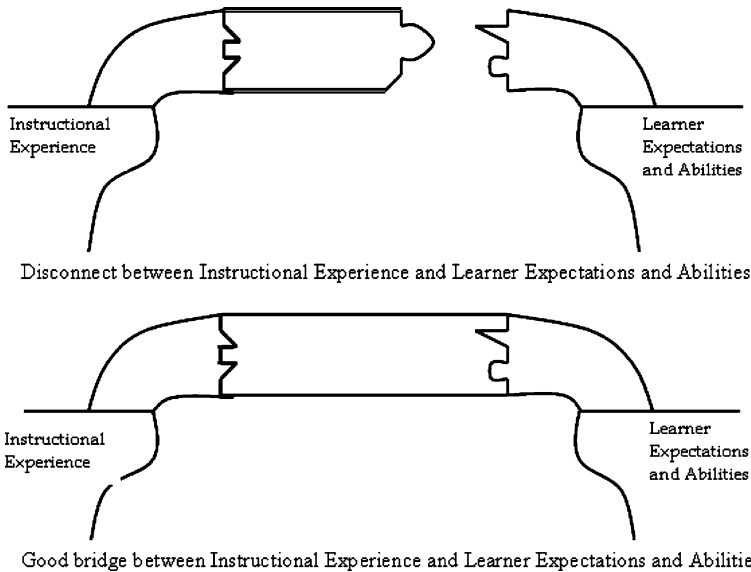 Instructional
Experience
Learner
Expectations
and Abilities
Disconnect between Instructional Experience and Learner Expectations and Abilities
Instructional
Experience
Learner
Expectations
and Abilities
Good bridge between Instructional Experience and Learner Expectations and Abilitie